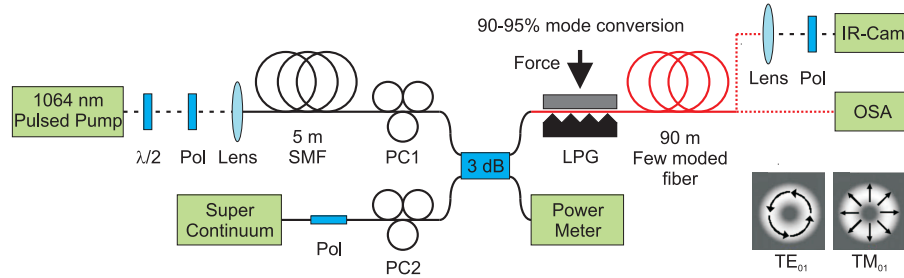 90-95% mode conversion
Force
IR-Cam
Lens
Pol
1064 nm
Pulsed Pump
λ/2
Pol
Lens
5 m
SMF
PC1
3 dB
LPG
90 m
Few moded
fiber
OSA
Super
Continuum
Pol
PC2
Power
Meter
TE01
TM01